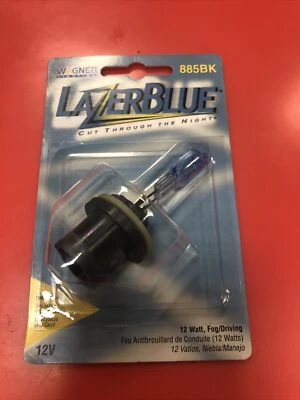 WAGNER
LIGHTING
885BK
LAZERBLUE
CUT THROUGH THE NIGHT
12 Watt, Fog/Driving
Feu Antibrouillard de Conduite (12 Watts)
12 Vatios, Niebla/Manejo
12V